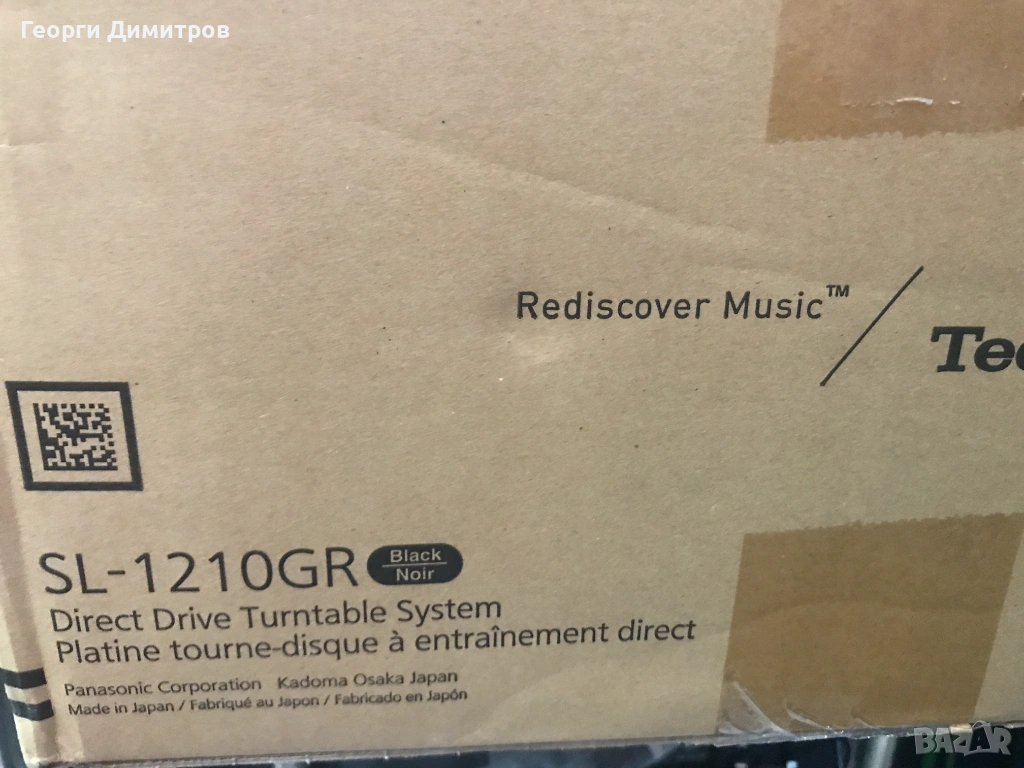 Георги Димитров
Rediscover Music™
SL-1210GR Black Noir
Direct Drive Turntable System
Platine tourne-disque à entraînement direct
Panasonic Corporation Kadoma Osaka Japan
Made in Japan / Fabriqué au Japon / Fabricado en Japón
BAZAR